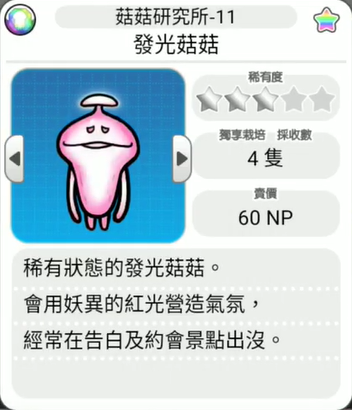 菇菇研究所-11
發光菇菇
稀有度
獨享栽培 採收數
4 隻
賣價
60 NP
稀有狀態的發光菇菇。
會用妖異的紅光營造氣氛，
經常在告白及約會景點出沒。